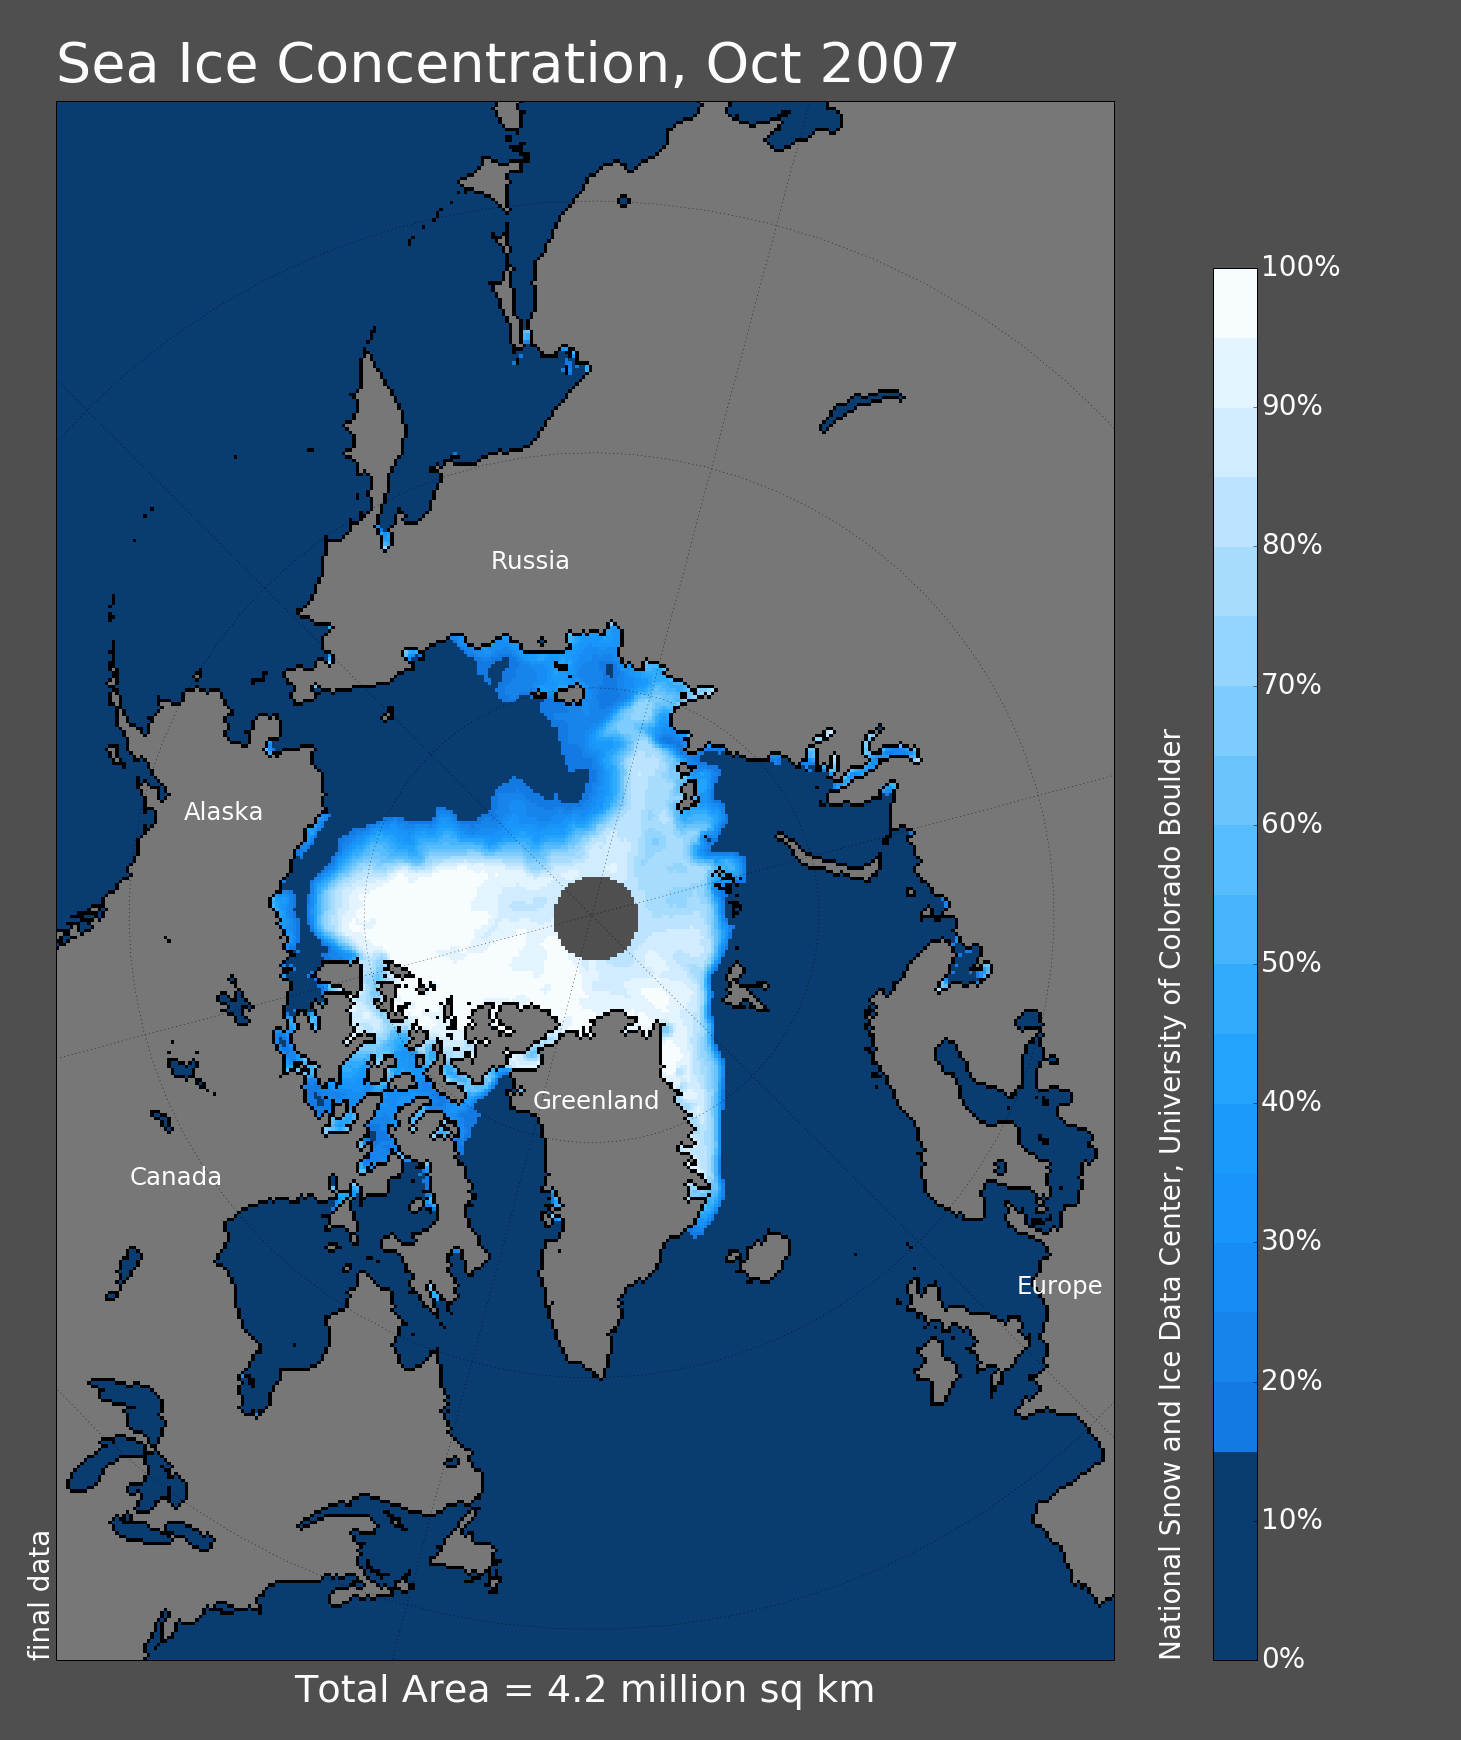 Sea Ice Concentration, Oct 2007
Russia
Alaska
Greenland
Canada
Europe
100%
90%
80%
70%
60%
50%
40%
30%
20%
10%
0%
National Snow and Ice Data Center, University of Colorado Boulder
final data
Total Area = 4.2 million sq km